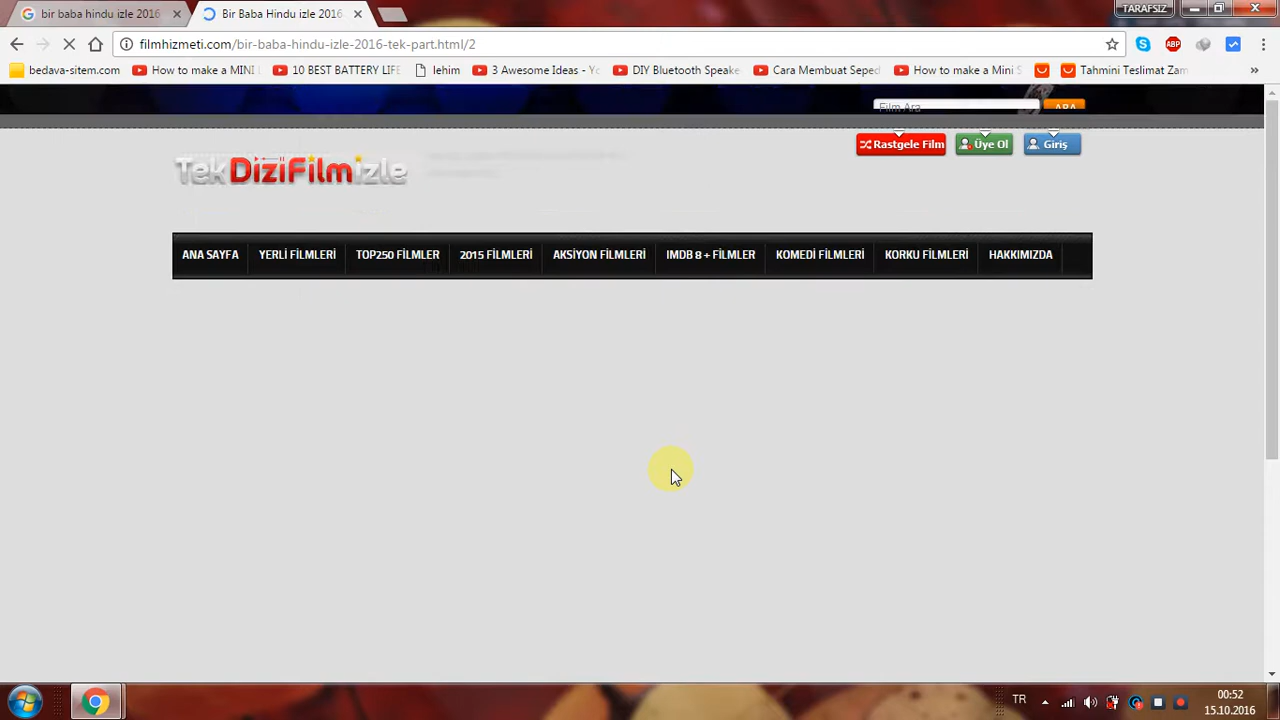 bir baba hindu izle 2016
Bir Baba Hindu izle 2016
TARAFSIZ
filmhizmeti.com/bir-baba-hindu-izle-2016-tek-part.html/2
ABP
bedava-sitem.com
How to make a MINI
10 BEST BATTERY LIFE
lehim
3 Awesome Ideas - Yo
DIY Bluetooth Speake
Cara Membuat Seped
How to make a Mini S
Tahmini Teslimat Zam
»
Film Ara
ARA
Rastgele Film
Üye Ol
Giriş
TekDiziFilmizle
ANA SAYFA
YERLİ FİLMLERİ
TOP250 FİLMLER
2015 FİLMLERİ
AKSİYON FİLMLERİ
IMDB 8 + FİLMLER
KOMEDİ FİLMLERİ
KORKU FİLMLERİ
HAKKIMIZDA
TR
00:52
15.10.2016